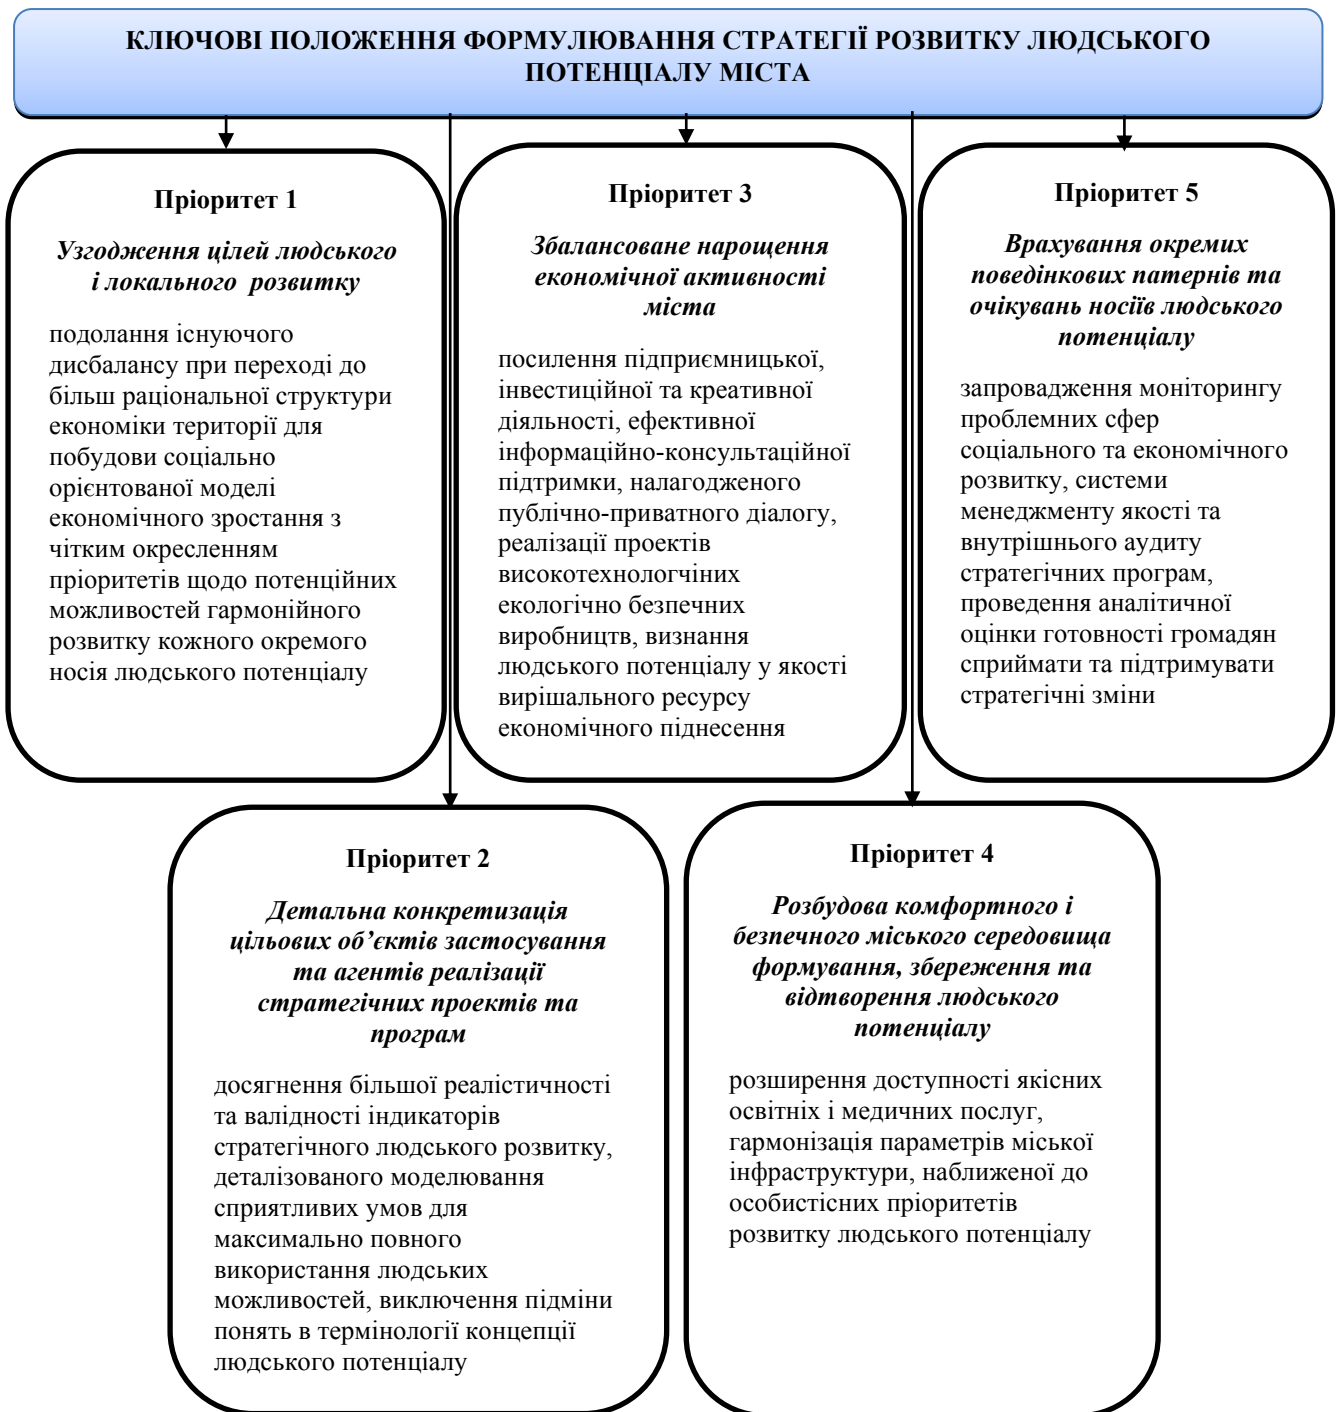 КЛЮЧОВІ ПОЛОЖЕННЯ ФОРМУЛЮВАННЯ СТРАТЕГІЇ РОЗВИТКУ ЛЮДСЬКОГО
ПОТЕНЦІАЛУ МІСТА
Пріоритет 1
Узгодження цілей людського
і локального розвитку
подолання існуючого
дисбалансу при переході до
більш раціональної структури
економіки території для
побудови соціально
орієнтованої моделі
економічного зростання з
чітким окресленням
пріоритетів щодо потенційних
можливостей гармонійного
розвитку кожного окремого
носія людського потенціалу
Пріоритет 3
Збалансоване нарощення
економічної активності
міста
посилення підприємницької,
інвестиційної та креативної
діяльності, ефективної
інформаційно-консультаційної
підтримки, налагодженого
публічно-приватного діалогу,
реалізації проектів
високотехнологчіних
екологічно безпечних
виробництв, визнання
людського потенціалу у якості
вирішального ресурсу
економічного піднесення
Пріоритет 5
Врахування окремих
поведінкових патернів та
очікувань носіїв людського
потенціалу
запровадження моніторингу
проблемних сфер
соціального та економічного
розвитку, системи
менеджменту якості та
внутрішнього аудиту
стратегічних програм,
проведення аналітичної
оцінки готовності громадян
сприймати та підтримувати
стратегічні зміни
Пріоритет 2
Детальна конкретизація
цільових об’єктів застосування
та агентів реалізації
стратегічних проектів та
програм
досягнення більшої реалістичності
та валідності індикаторів
стратегічного людського розвитку,
деталізованого моделювання
сприятливих умов для
максимально повного
використання людських
можливостей, виключення підміни
понять в термінології концепції
людського потенціалу
Пріоритет 4
Розбудова комфортного і
безпечного міського середовища
формування, збереження та
відтворення людського
потенціалу
розширення доступності якісних
освітніх і медичних послуг,
гармонізація параметрів міської
інфраструктури, наближеної до
особистісних пріоритетів
розвитку людського потенціалу